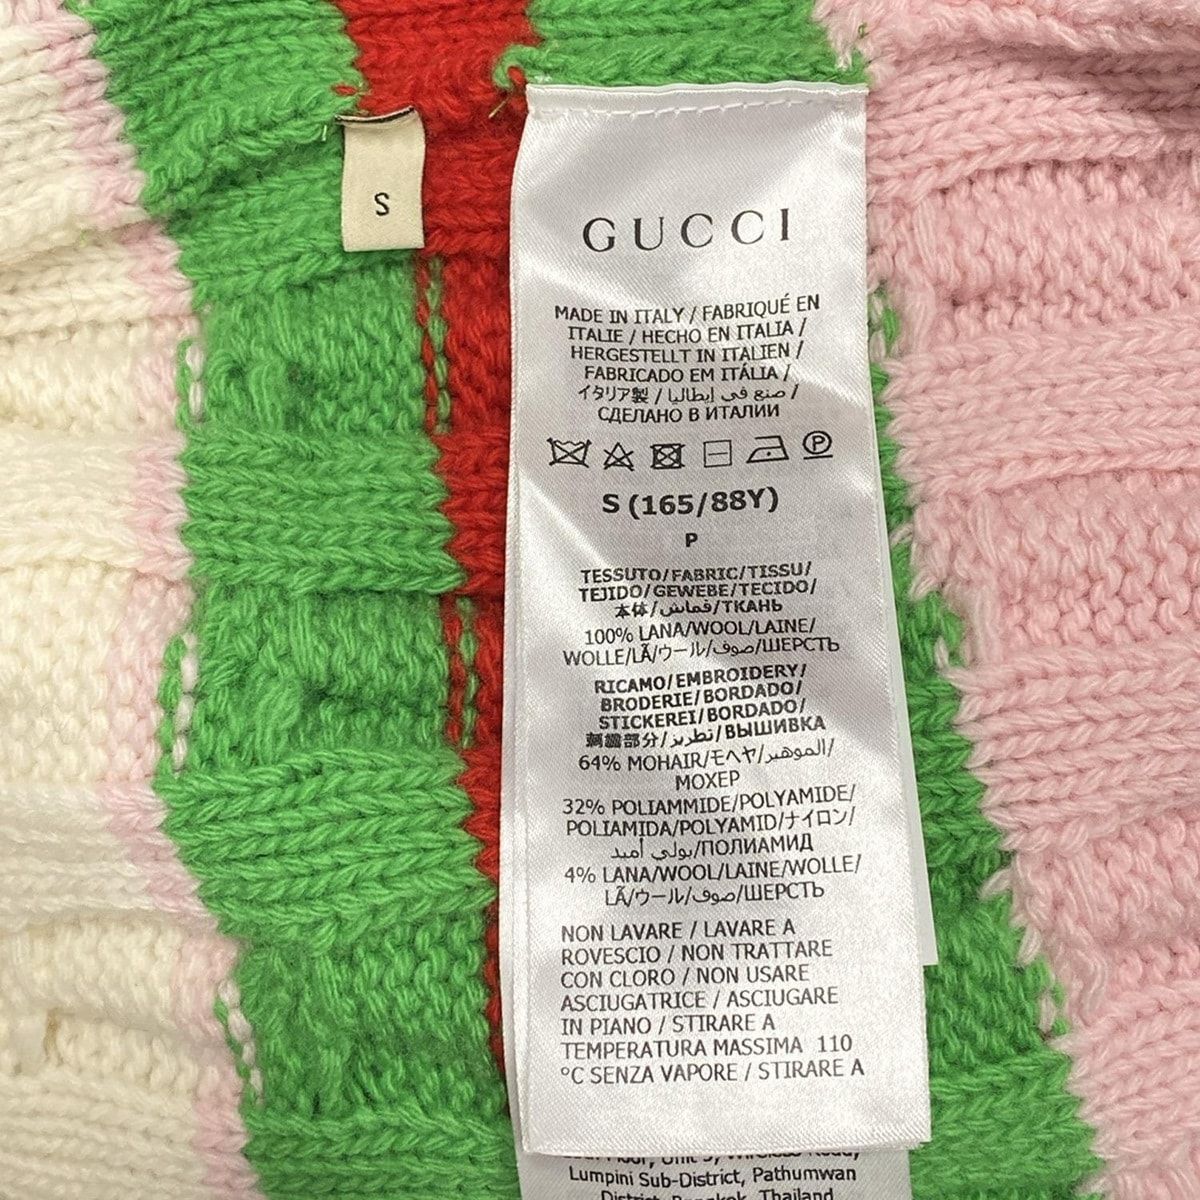 S
GUCCI
MADE IN ITALY / FABRIQUÉ EN
ITALIE / HECHO EN ITALIA /
HERGESTELLT IN ITALIEN /
FABRICADO EM ITÁLIA /
イタリア製 / صنع في إيطاليا /
СДЕЛАНО В ИТАЛИИ
P
S (165/88Y)
P
TESSUTO/FABRIC/TISSU/
TEJIDO/GEWEBE/TECIDO/
本体/قماش/ТКАНЬ
100% LANA/WOOL/LAINE/
WOLLE/LÃ/ウール/صوف/ШЕРСТЬ
RICAMO/EMBROIDERY/
BRODERIE/BORDADO/
STICKEREI/BORDADO/
刺繍部分/تطريز/ВЫШИВКА
64% MOHAIR/モヘヤ/الموهير/
МОХЕР
32% POLIAMMIDE/POLYAMIDE/
POLIAMIDA/POLYAMID/ナイロン/
بولي أميد/ПОЛИАМИД
4% LANA/WOOL/LAINE/WOLLE/
LÃ/ウール/صوف/ШЕРСТЬ
NON LAVARE / LAVARE A
ROVESCIO / NON TRATTARE
CON CLORO / NON USARE
ASCIUGATRICE / ASCIUGARE
IN PIANO / STIRARE A
TEMPERATURA MASSIMA 110
°C SENZA VAPORE / STIRARE A
Lumpini Sub-District, Pathumwan
District, Bangkok, Thailand